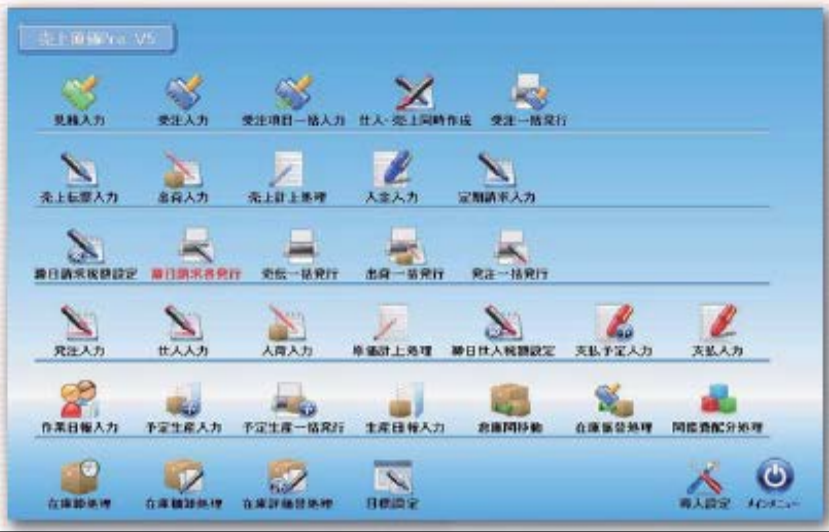 売上原価Pro V5
見積入力 受注入力 受注項目一括入力 仕入・売上同時作成 受注一括発行
売上伝票入力 出荷入力 売上計上処理 入金入力 定期請求入力
締日請求税額設定 締日請求書発行 売伝一括発行 出荷一括発行 発注一括発行
発注入力 仕入入力 入荷入力 原価計上処理 締日仕入税額設定 支払予定入力 支払入力
作業日報入力 予定生産入力 予定生産一括発行 生産日報入力 倉庫間移動 在庫振替処理 間接費配分処理
在庫締処理 在庫棚卸処理 在庫評価替処理 目標設定 導入設定 メインメニュー